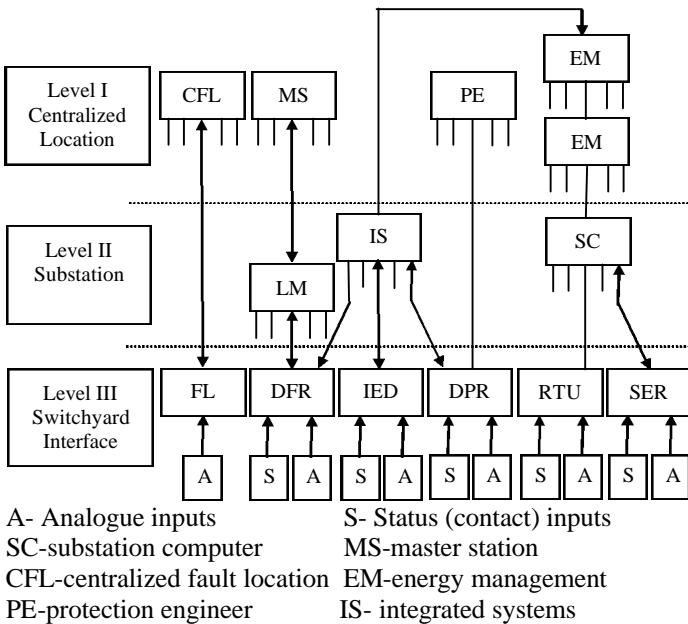 EM
Level I
Centralized
Location
CFL
MS
PE
EM
Level II
Substation
IS
SC
LM
Level III
Switchyard
Interface
FL
DFR
IED
DPR
RTU
SER
A
S
A
S
A
S
A
S
A
S
A
A- Analogue inputs
S- Status (contact) inputs
SC-substation computer
MS-master station
CFL-centralized fault location
EM-energy management
PE-protection engineer
IS- integrated systems